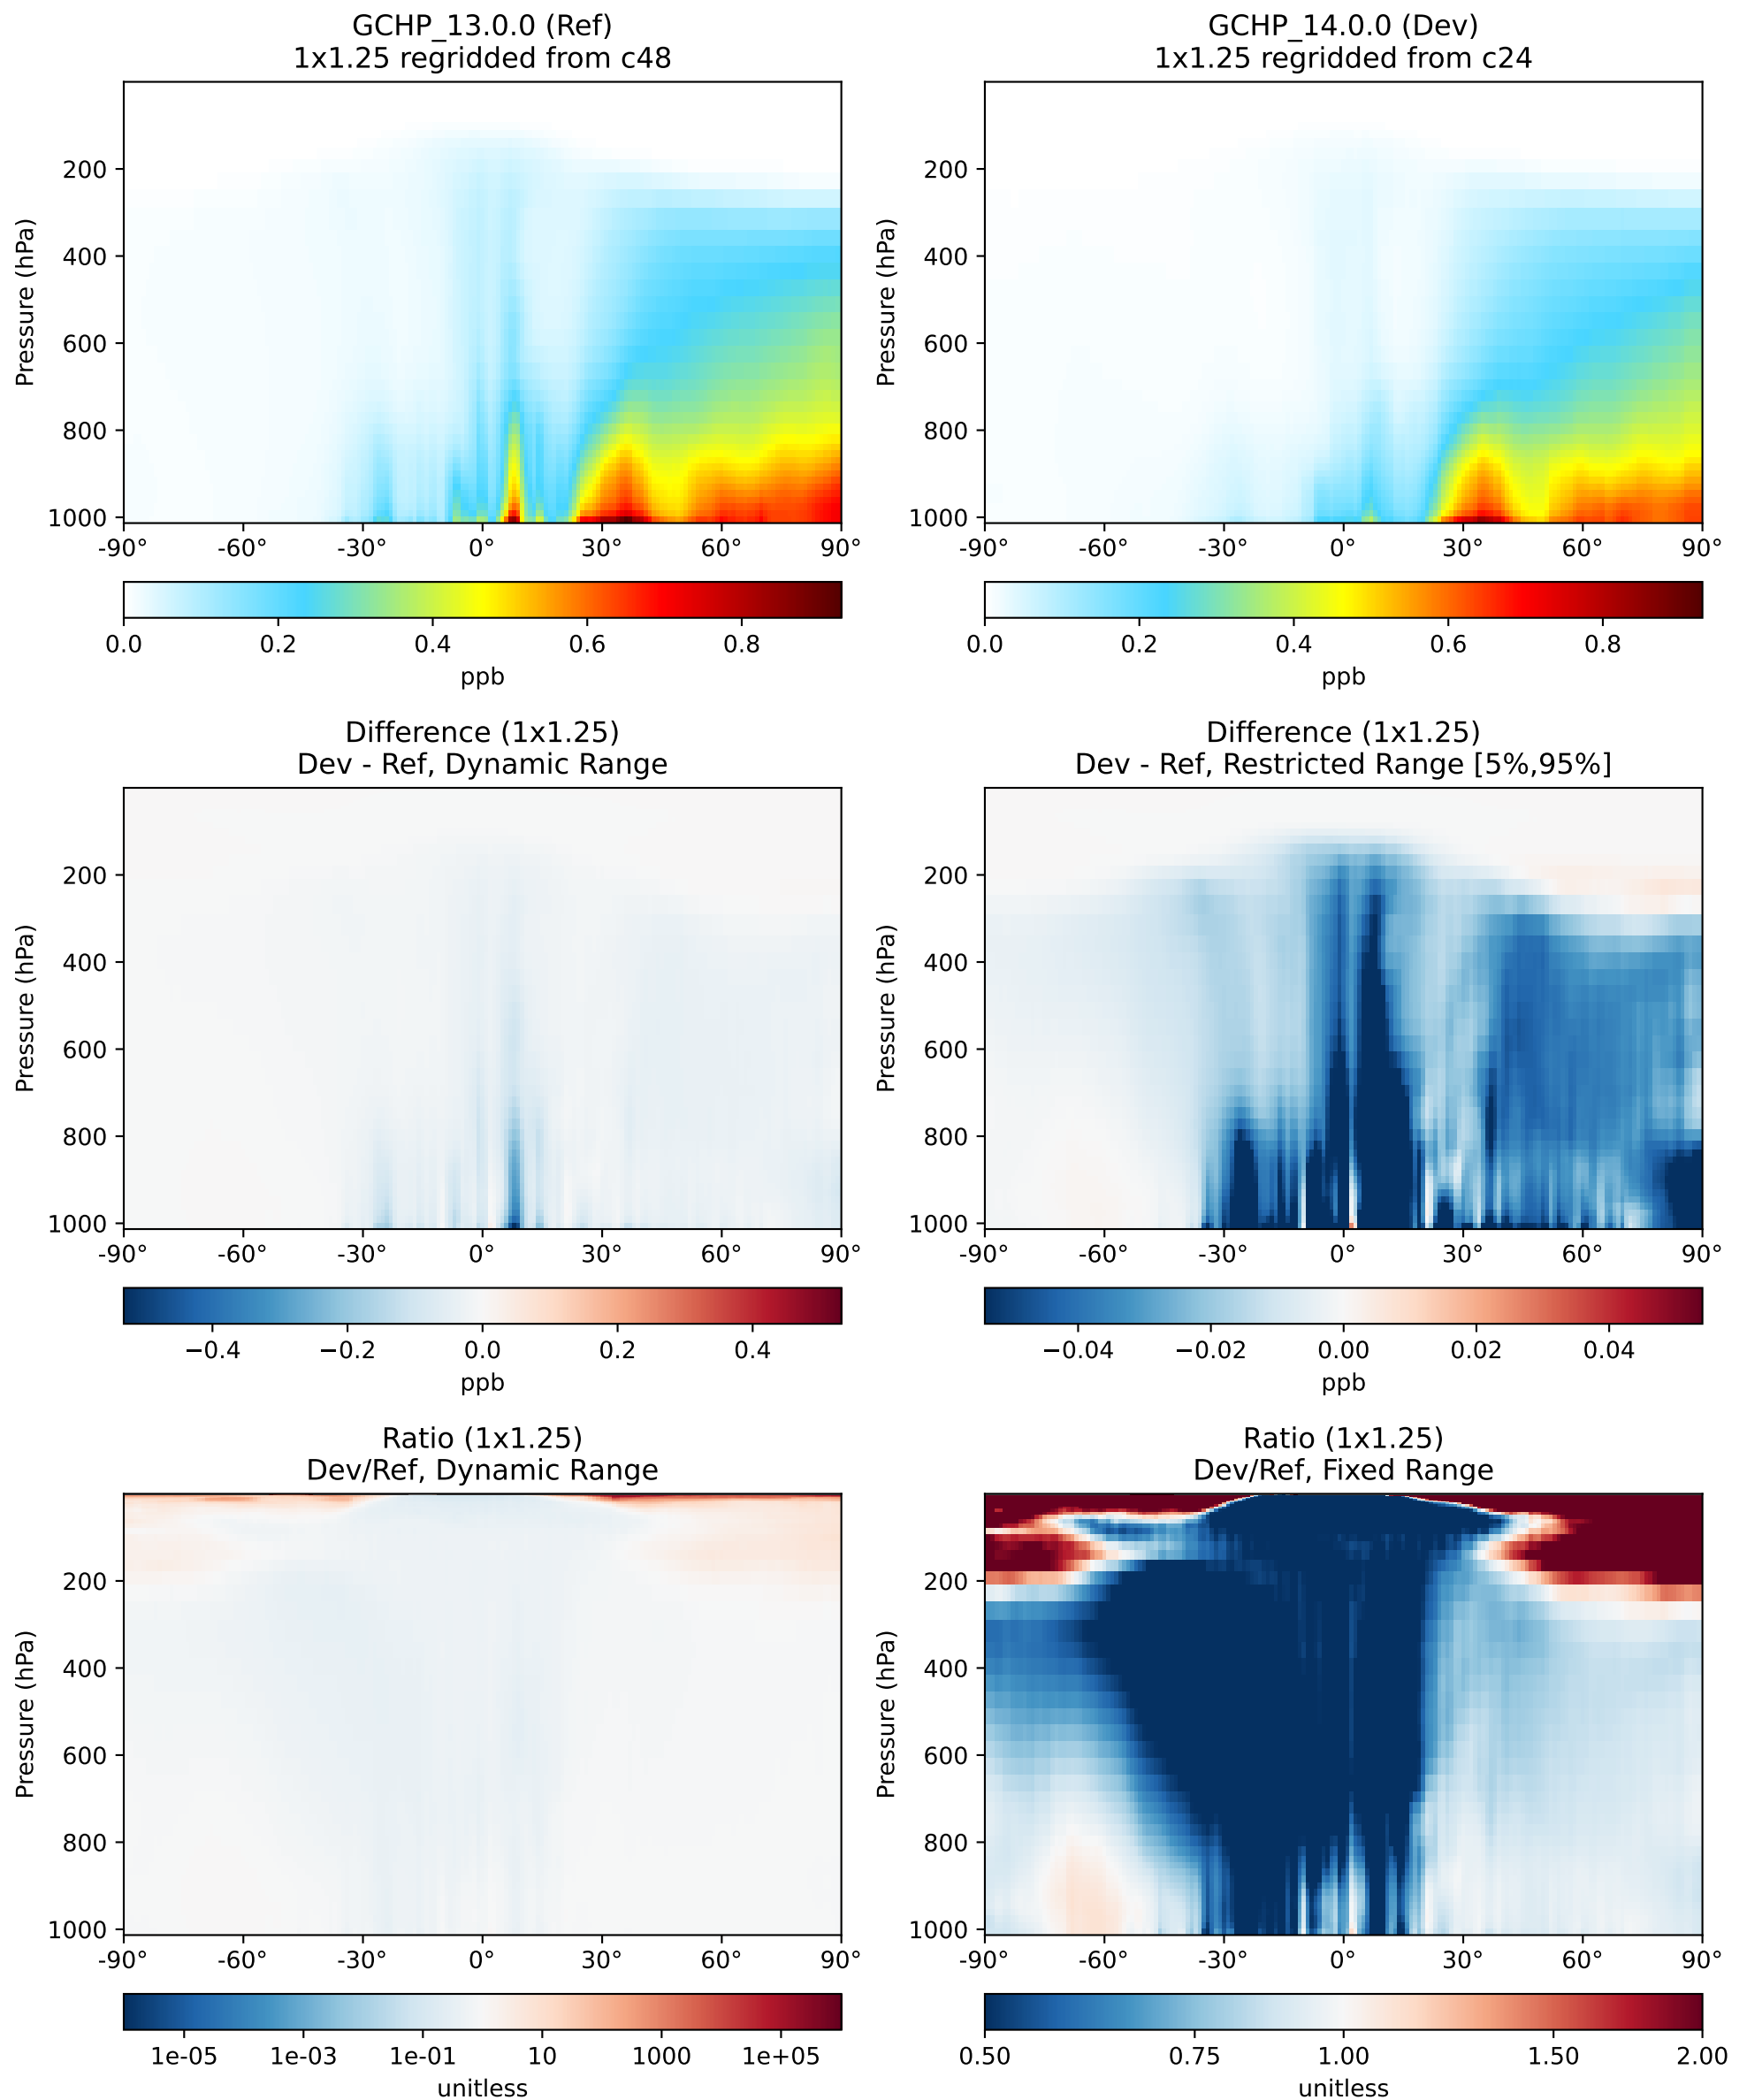 GCHP_13.0.0 (Ref)
1x1.25 regridded from c48
Pressure (hPa)
200
400
600
800
1000
-90° -60° -30° 0° 30° 60° 90°
0.0 0.2 0.4 0.6 0.8
ppb
GCHP_14.0.0 (Dev)
1x1.25 regridded from c24
Pressure (hPa)
200
400
600
800
1000
-90° -60° -30° 0° 30° 60° 90°
0.0 0.2 0.4 0.6 0.8
ppb
Difference (1x1.25)
Dev - Ref, Dynamic Range
Pressure (hPa)
200
400
600
800
1000
-90° -60° -30° 0° 30° 60° 90°
−0.4 −0.2 0.0 0.2 0.4
ppb
Difference (1x1.25)
Dev - Ref, Restricted Range [5%,95%]
Pressure (hPa)
200
400
600
800
1000
-90° -60° -30° 0° 30° 60° 90°
−0.04 −0.02 0.00 0.02 0.04
ppb
Ratio (1x1.25)
Dev/Ref, Dynamic Range
Pressure (hPa)
200
400
600
800
1000
-90° -60° -30° 0° 30° 60° 90°
1e-05 1e-03 1e-01 10 1000 1e+05
unitless
Ratio (1x1.25)
Dev/Ref, Fixed Range
Pressure (hPa)
200
400
600
800
1000
-90° -60° -30° 0° 30° 60° 90°
0.50 0.75 1.00 1.50 2.00
unitless